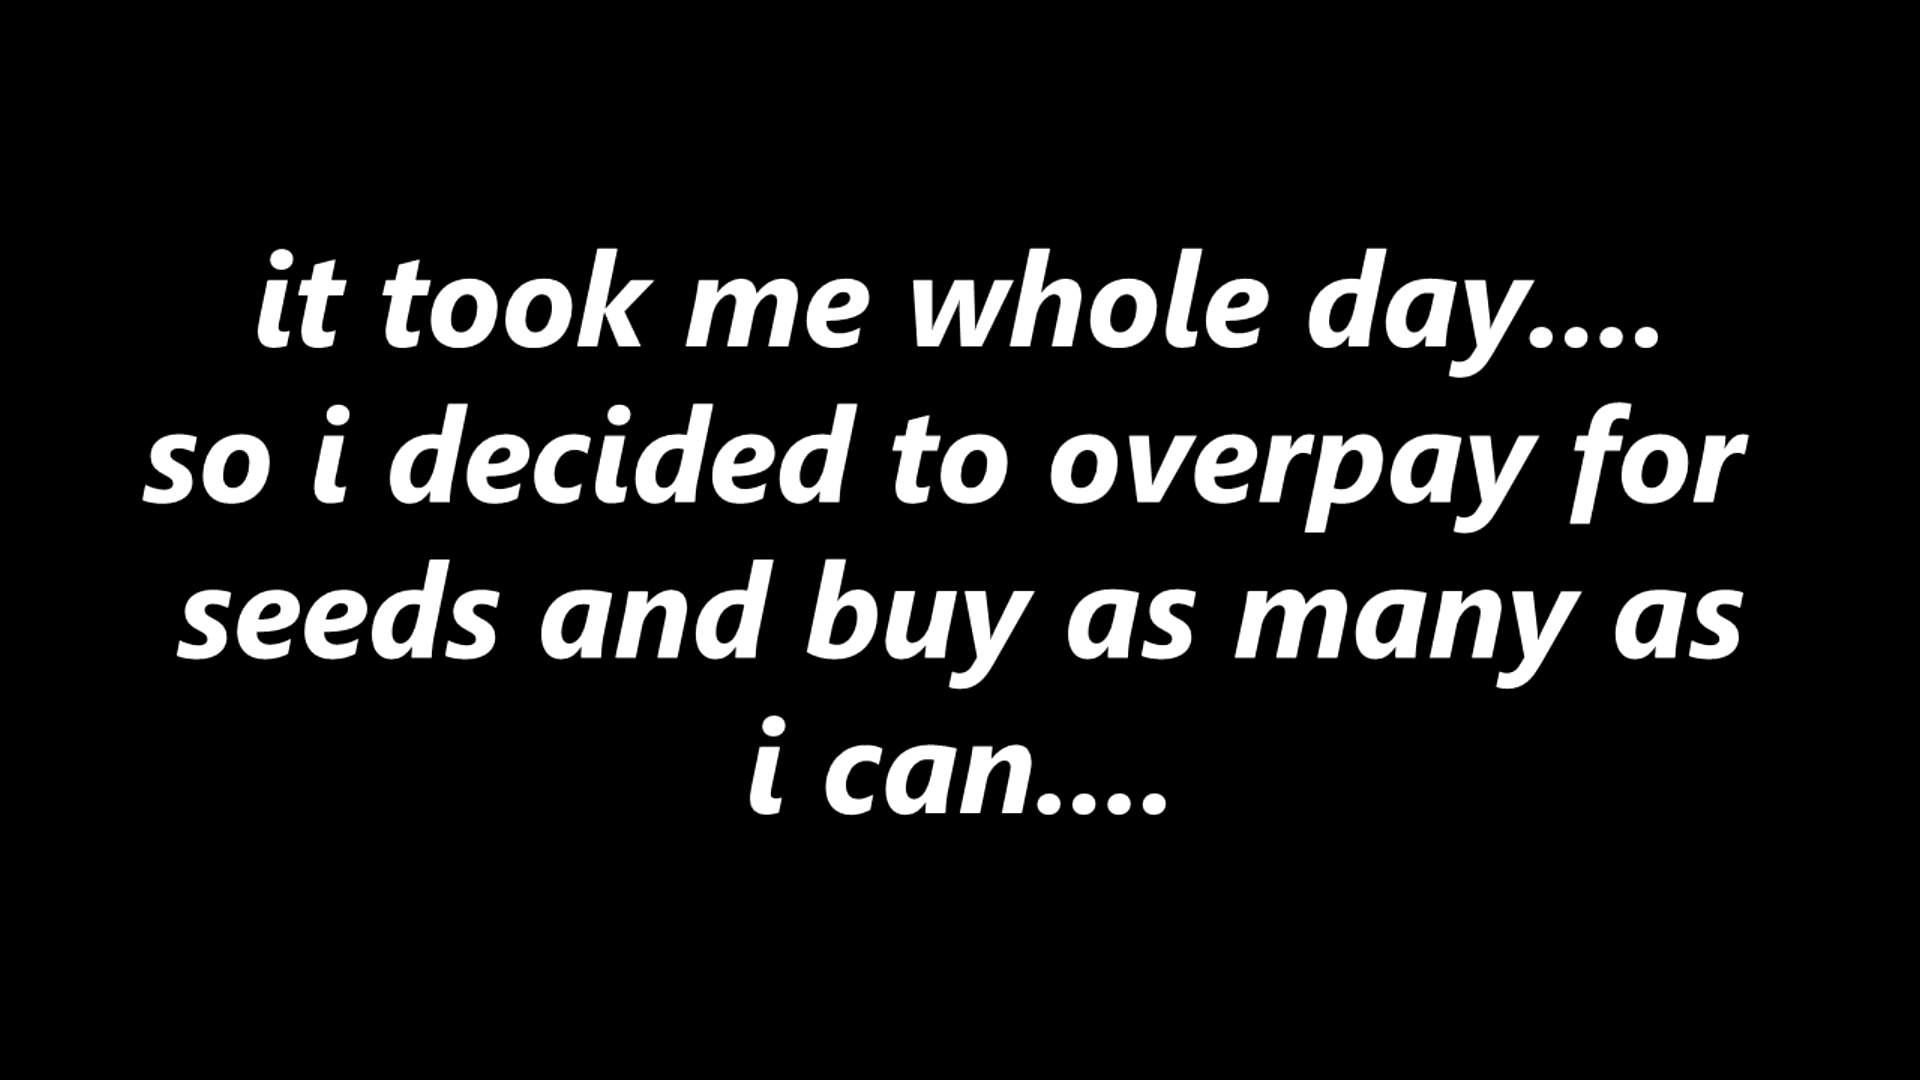 it took me whole day....
so i decided to overpay for
seeds and buy as many as
i can....